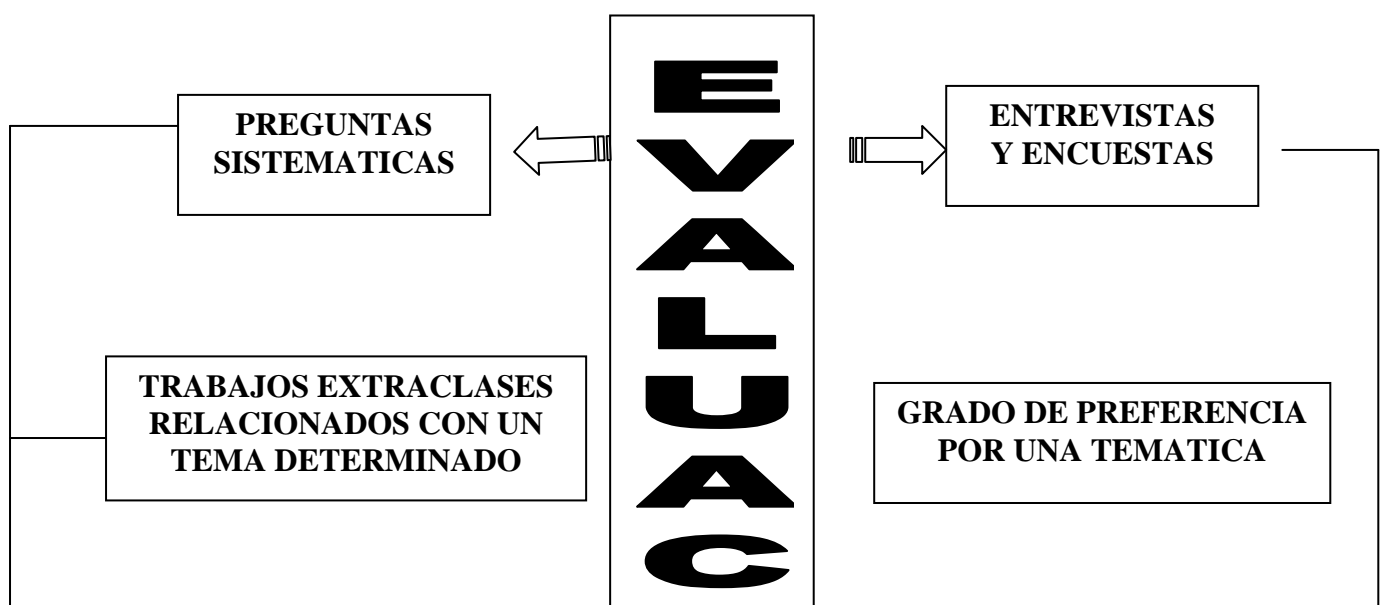 PREGUNTAS
SISTEMATICAS
TRABAJOS EXTRACLASES
RELACIONADOS CON UN
TEMA DETERMINADO
E
V
A
L
U
A
C
ENTREVISTAS
Y ENCUESTAS
GRADO DE PREFERENCIA
POR UNA TEMATICA